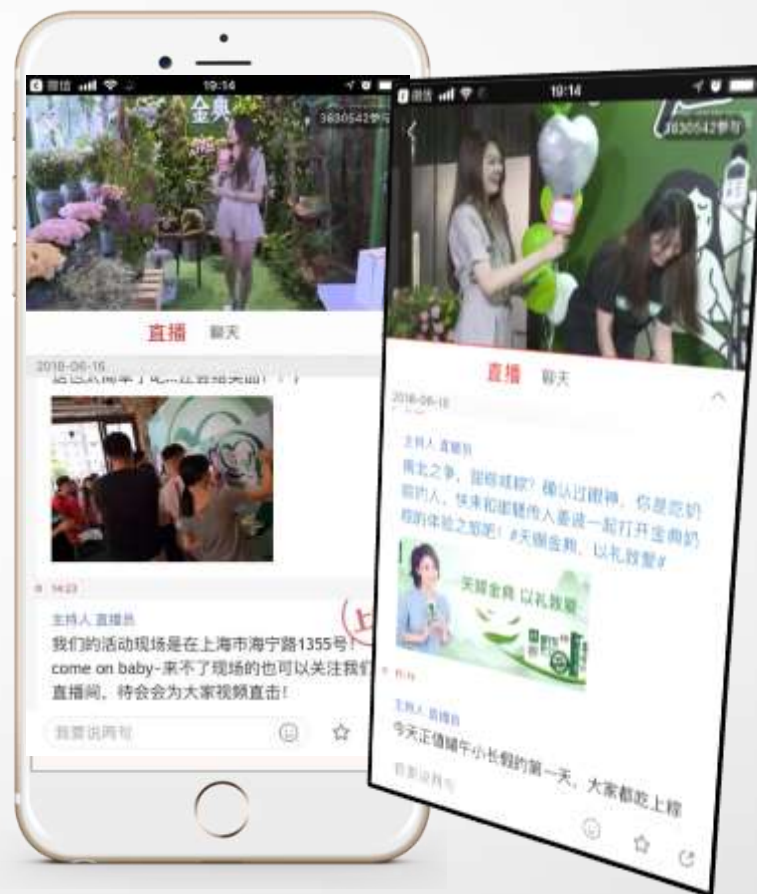 微信
19:14
金典
3830542参与
直播 聊天
2018-06-16
14:23
主持人 直播员
我们的活动现场是在上海市海宁路1355号!
come on baby~来不了现场的也可以关注我们
直播间,待会会为大家视频直击!
我要说两句
微信
19:14
3830542参与
直播 聊天
2018-06-16
主持人 直播员
南北之争,甜粽咸粽?确认过眼神,你是吃奶
粽的人,快来和
传人姜波一起打开金典奶
粽的体验之旅吧!#天赐金典,以礼致爱#
天赐金典 以礼致爱
主持人 直播员
今天正值端午小长假的第一天,大家都吃上粽
我要说两句